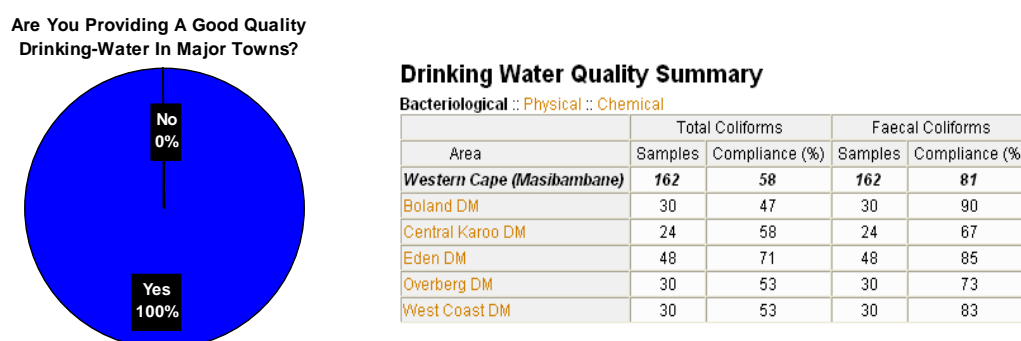 Are You Providing A Good Quality
Drinking-Water In Major Towns?
No
0%
Yes
100%
Drinking Water Quality Summary
Bacteriological :: Physical :: Chemical
Total Coliforms Faecal Coliforms
Area Samples Compliance (%) Samples Compliance (%
Western Cape (Masibambane) 162 58 162 81
Boland DM 30 47 30 90
Central Karoo DM 24 58 24 67
Eden DM 48 71 48 85
Overberg DM 30 53 30 73
West Coast DM 30 53 30 83